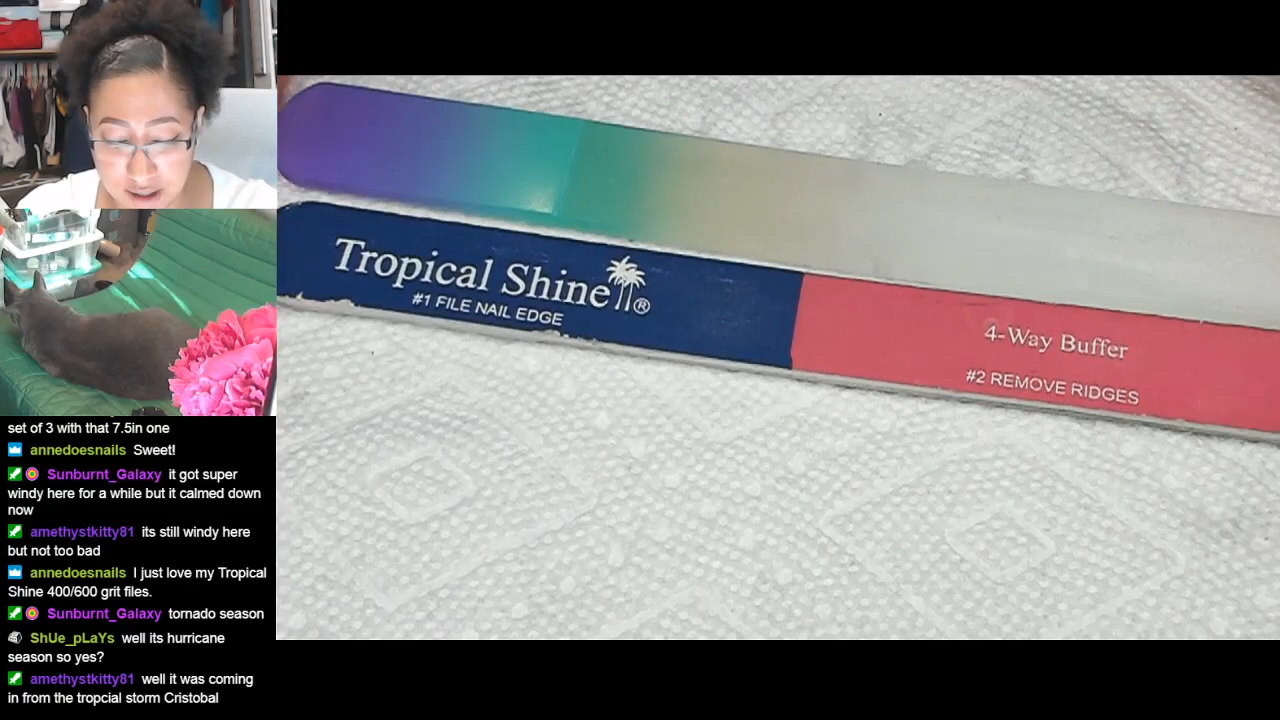 Tropical Shine ®
#1 FILE NAIL EDGE
4-Way Buffer
#2 REMOVE RIDGES
set of 3 with that 7.5in one
annedoesnails Sweet!
Sunburnt_Galaxy it got super
windy here for a while but it calmed down
now
amethystkitty81 its still windy here
but not too bad
annedoesnails I just love my Tropical
Shine 400/600 grit files.
Sunburnt_Galaxy tornado season
ShUe_pLaYs well its hurricane
season so yes?
amethystkitty81 well it was coming
in from the tropcial storm Cristobal